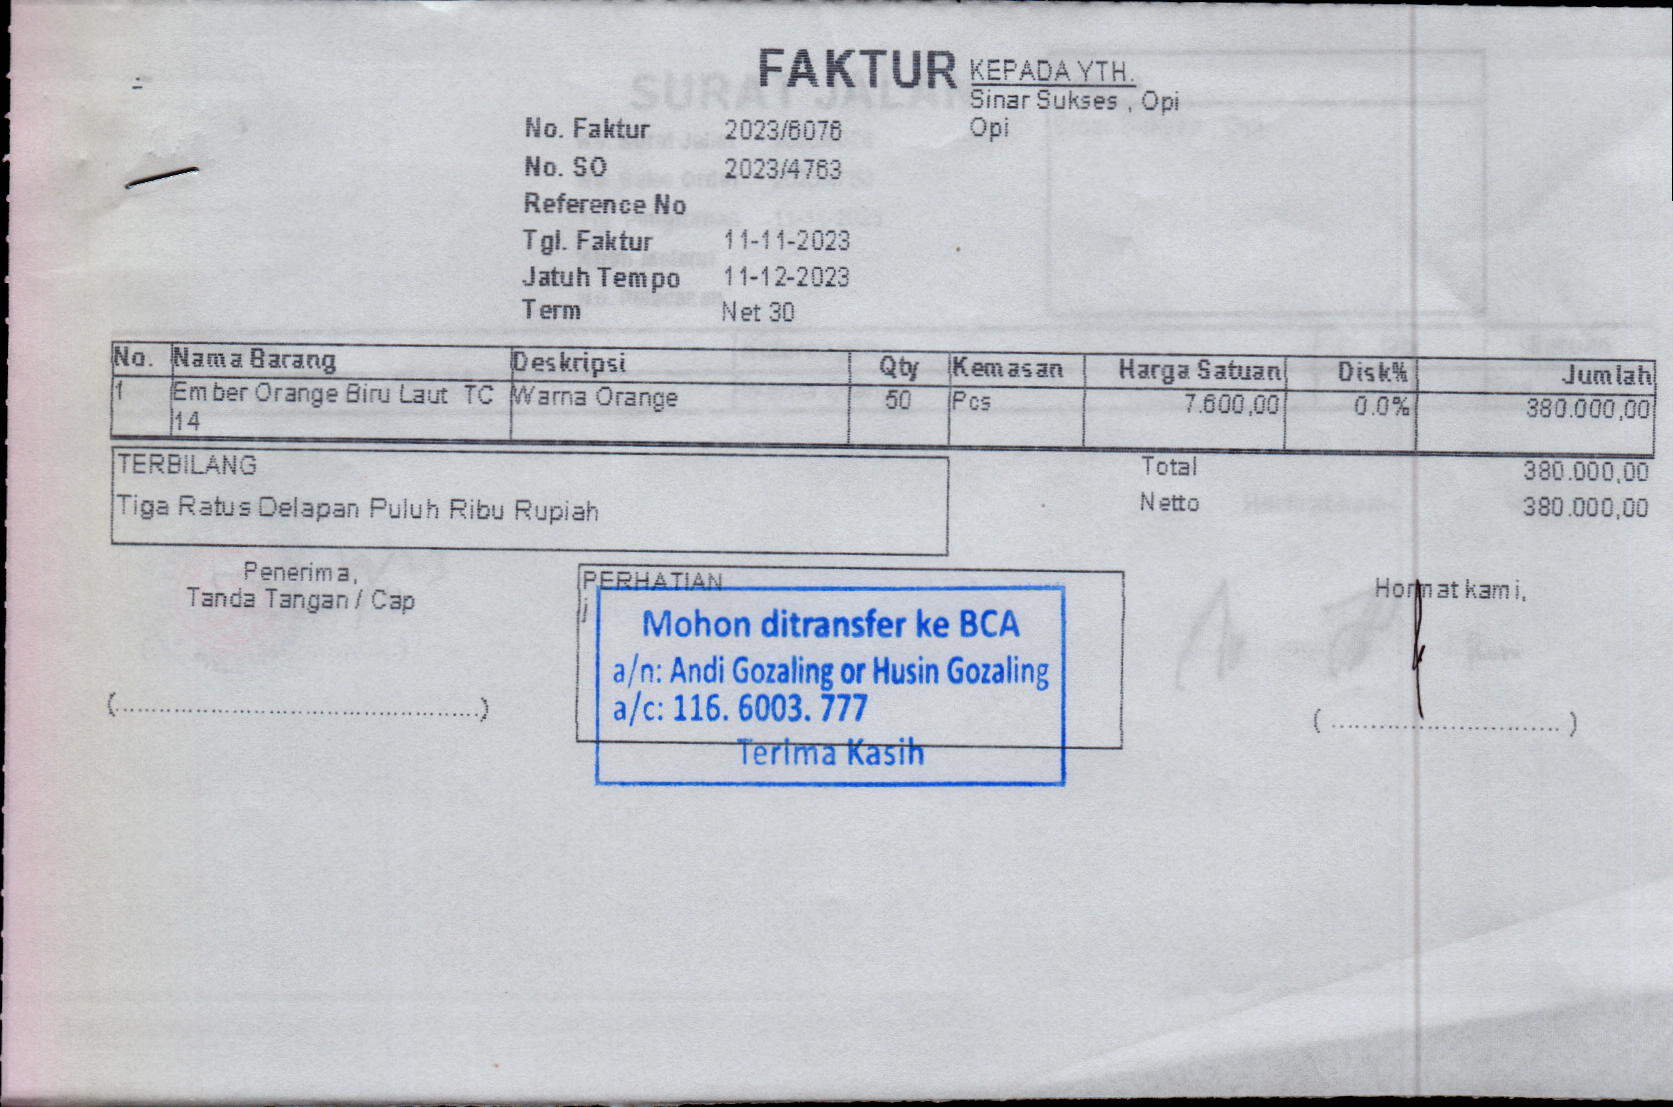 FAKTUR
KEPADA YTH.
Sinar Sukses , Opi
Opi
No. Faktur 2023/6076
No. SO 2023/4763
Reference No
Tgl. Faktur 11-11-2023
Jatuh Tempo 11-12-2023
Term Net 30
No. Nama Barang Deskripsi Qty Kemasan Harga Satuan Disk% Jumlah
1 Ember Orange Biru Laut TC 14 Warna Orange 50 Pcs 7.600,00 0.0% 380.000,00
TERBILANG
Tiga Ratus Delapan Puluh Ribu Rupiah
Total 380.000,00
Netto 380.000,00
Penerima,
Tanda Tangan / Cap
(..............................................)
PERHATIAN
Mohon ditransfer ke BCA
a/n: Andi Gozaling or Husin Gozaling
a/c: 116. 6003. 777
Terima Kasih
Hormat kami,
( ............................. )